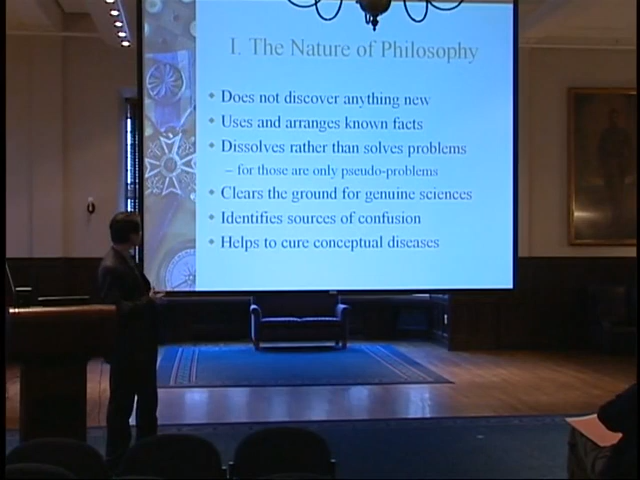 I. The Nature of Philosophy
Does not discover anything new
Uses and arranges known facts
Dissolves rather than solves problems
– for those are only pseudo-problems
Clears the ground for genuine sciences
Identifies sources of confusion
Helps to cure conceptual diseases